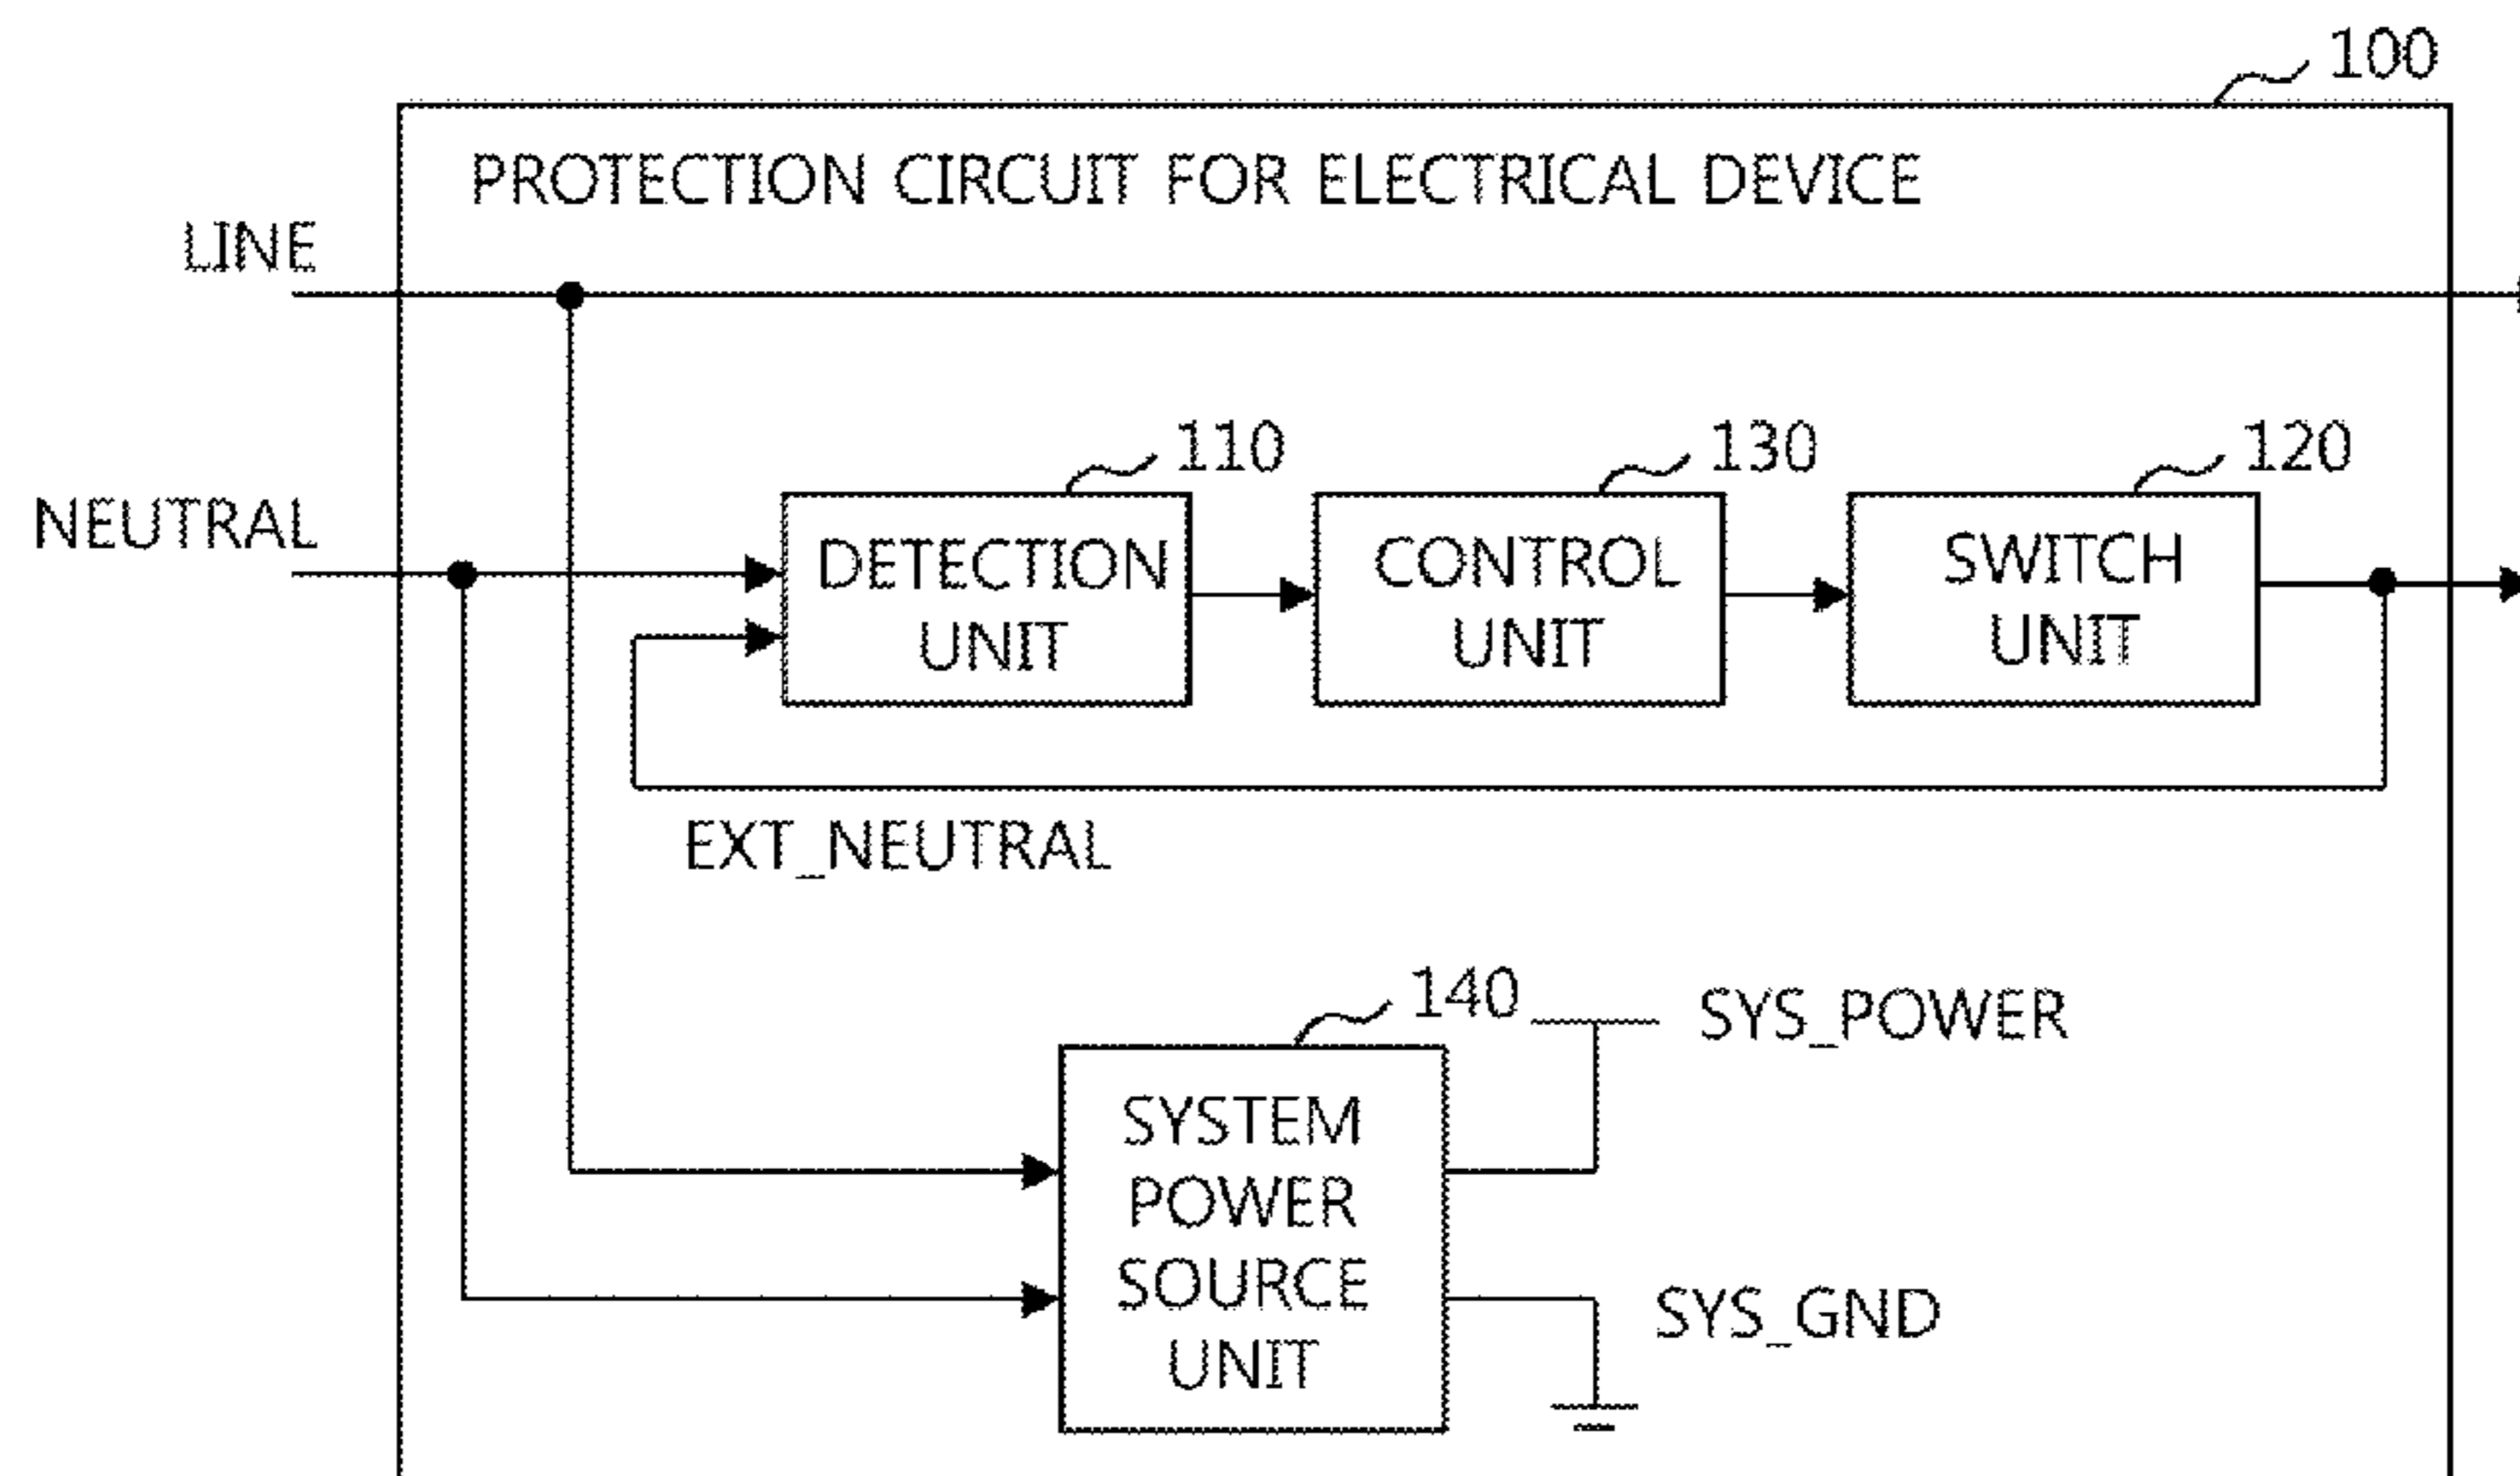 100
PROTECTION CIRCUIT FOR ELECTRICAL DEVICE
LINE
110
130
120
NEUTRAL
DETECTION
UNIT
CONTROL
UNIT
SWITCH
UNIT
EXT_NEUTRAL
140
SYS_POWER
SYSTEM
POWER
SOURCE
UNIT
SYS_GND